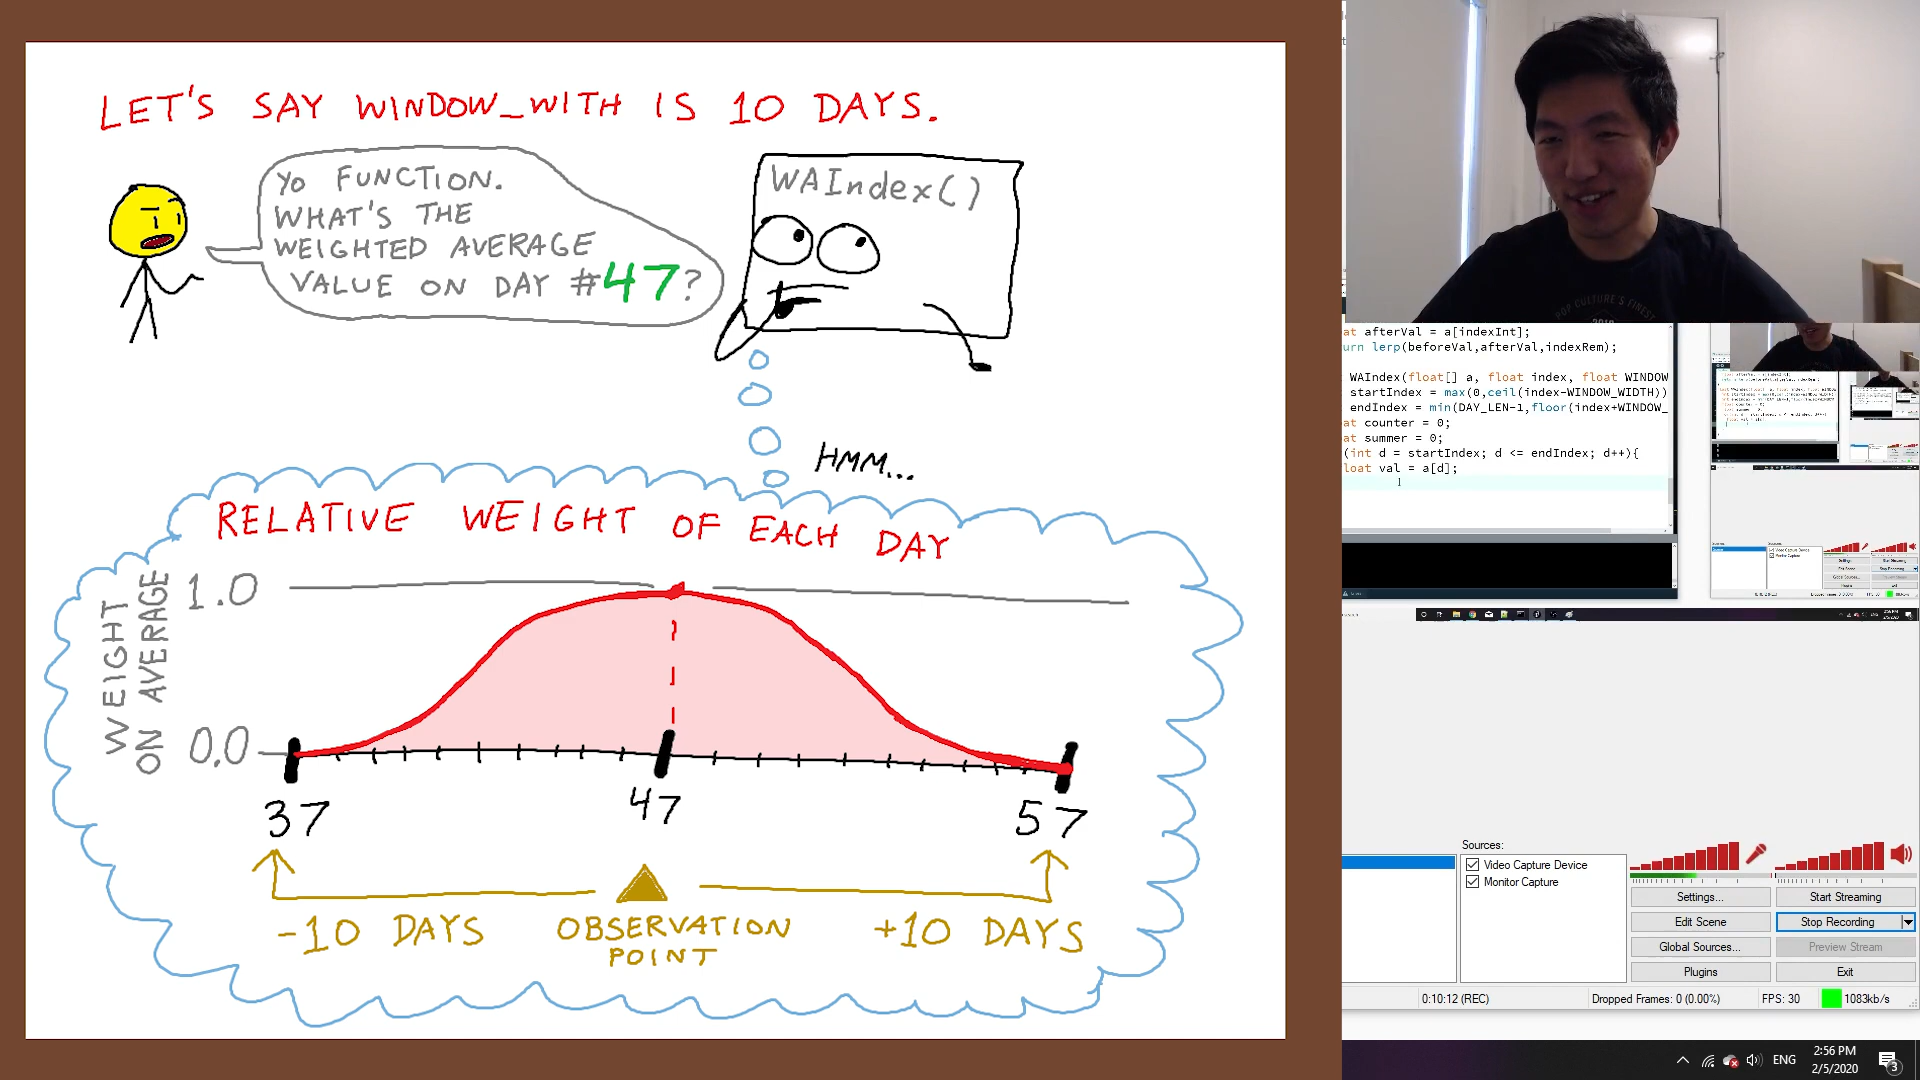 LET'S SAY WINDOW_WITH IS 10 DAYS.
YO FUNCTION.
WHAT'S THE
WEIGHTED AVERAGE
VALUE ON DAY #47?
WAIndex()
HMM...
RELATIVE WEIGHT OF EACH DAY
WEIGHT
ON AVERAGE
1.0
0.0
37
47
57
-10 DAYS
OBSERVATION
POINT
+10 DAYS
POP CULTURE'S FINEST
at afterVal = a[indexInt];
urn lerp(beforeVal,afterVal,indexRem);
WAIndex(float[] a, float index, float WINDOW
startIndex = max(0,ceil(index-WINDOW_WIDTH))
endIndex = min(DAY_LEN-1,floor(index+WINDOW_
at counter = 0;
at summer = 0;
(int d = startIndex; d <= endIndex; d++){
loat val = a[d];
Sources:
Video Capture Device
Monitor Capture
Settings...
Start Streaming
Edit Scene
Stop Recording
Global Sources...
Preview Stream
Plugins
Exit
0:10:12 (REC)
Dropped Frames: 0 (0.00%)
FPS: 30
1083kb/s
ENG
2:56 PM
2/5/2020
3